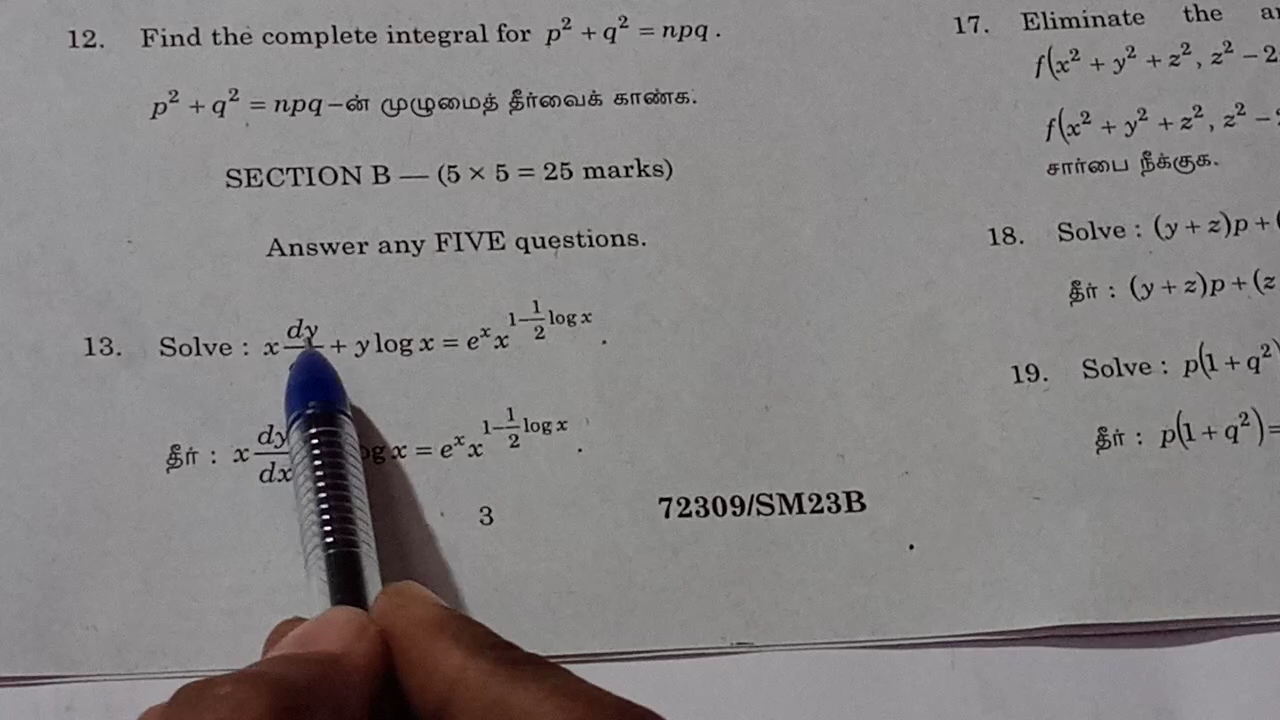 12. Find the complete integral for p² + q² = npq.
p² + q² = npq–ன் முழுமைத் தீர்வைக் காண்க.
SECTION B — (5 × 5 = 25 marks)
Answer any FIVE questions.
13. Solve : x dy + y log x = eˣ x^(1–1/2 log x).
தீர் : x dy/dx log x = eˣ x^(1–1/2 log x).
3 72309/SM23B
17. Eliminate the
f(x² + y² + z², z² – 2
f(x² + y² + z², z² –
சார்பை நீக்குக.
18. Solve : (y + z)p +
தீர் : (y + z)p + (z
19. Solve : p(1 + q²)
தீர் : p(1 + q²) =